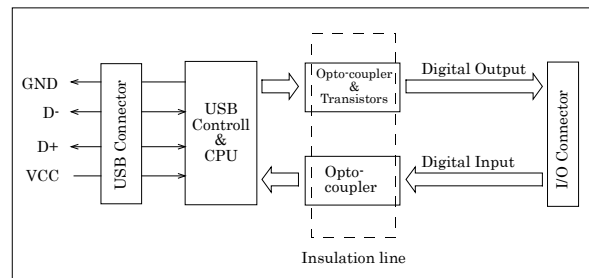 GND
D-
D+
VCC
USB Connector
USB
Controll
&
CPU
Opto-coupler
&
Transistors
Opto-
coupler
Digital Output
Digital Input
I/O Connector
Insulation line